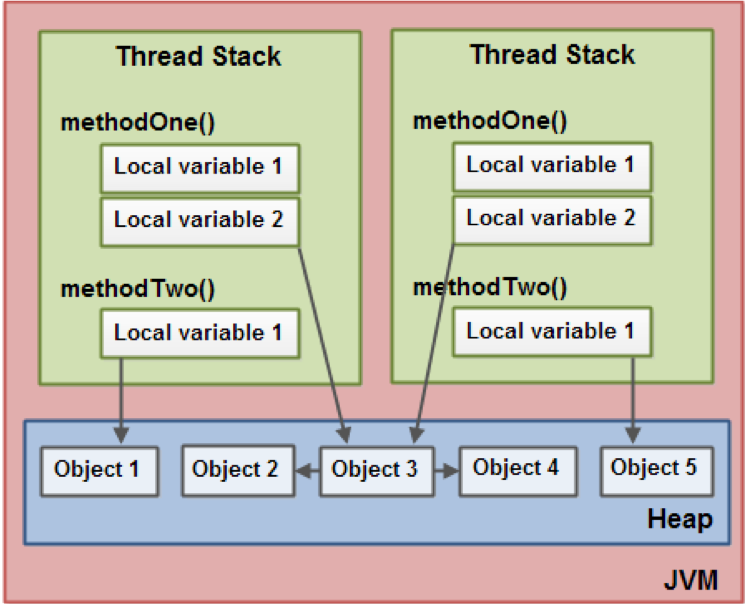 Thread Stack
methodOne()
Local variable 1
Local variable 2
methodTwo()
Local variable 1
Thread Stack
methodOne()
Local variable 1
Local variable 2
methodTwo()
Local variable 1
Object 1
Object 2
Object 3
Object 4
Object 5
Heap
JVM